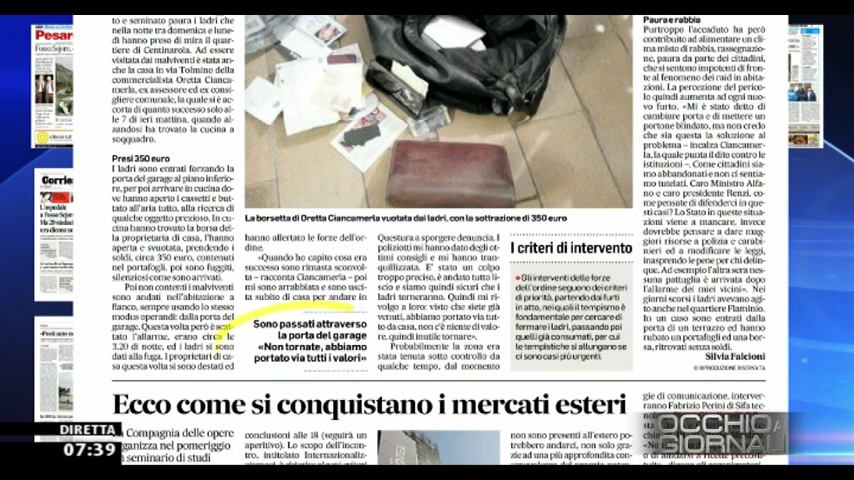 Pesar
to e seminato paura i ladri che
nella notte tra domenica e lune-
dì hanno preso di mira il quar-
tiere di Centinarola. Ad essere
visitata dai malviventi è stata an-
che la casa in via Tolmino della
commercialista Oretta Cianca-
merla, ex assessore ed ex consi-
gliere comunale, la quale si è ac-
corta di quanto successo solo al-
le 7 di ieri mattina, quando al-
zandosi ha trovato la cucina a
soqquadro.
Presi 350 euro
I ladri sono entrati forzando la
porta del garage al piano inferio-
re, per poi arrivare in cucina do-
ve hanno aperto i cassetti e but-
tato all'aria tutto, alla ricerca di
qualche oggetto prezioso. In cu-
cina hanno trovato la borsa del-
la proprietaria di casa, l'hanno
aperta e svuotata, prendendo i
soldi, circa 350 euro, contenuti
nel portafogli, poi sono fuggiti,
silenziosi come sono arrivati.
Poi non contenti i malviventi
sono andati nell'abitazione a
fianco, sempre usando lo stesso
modus operandi: dalla porta del
garage. Questa volta però è scat-
tato l'allarme, erano circa le
3.20 di notte, ed i ladri si sono
dati alla fuga. I proprietari di ca-
sa questa volta si sono destati ed
La borsetta di Oretta Ciancamerla vuotata dai ladri, con la sottrazione di 350 euro
hanno allertato le forze dell'or-
dine.
«Quando ho capito cosa era
successo sono rimasta sconvol-
ta – racconta Ciancamerla – poi
mi sono arrabbiata e sono usci-
ta subito di casa per andare in
Sono passati attraverso
la porta del garage
«Non tornate, abbiamo
portato via tutti i valori»
Questura a sporgere denuncia. I
poliziotti mi hanno dato degli ot-
timi consigli e mi hanno tran-
quillizzata. E' stato un colpo
troppo preciso, è andato tutto li-
scio e siamo quindi sicuri che i
ladri torneranno. Quindi mi ri-
volgo a loro: visto che siete già
venuti, abbiamo portato via tut-
to da casa, non c'è niente di valo-
re, quindi inutile tornare».
Probabilmente la zona era
stata tenuta sotto controllo da
qualche tempo, dal momento
I criteri di intervento
● Gli interventi delle forze
dell'ordine seguono dei criteri
di priorità, partendo dai furti
in atto, nei quali il tempismo è
fondamentale per cercare di
fermare i ladri, passando poi
quelli già consumati, per cui
le tempistiche si allungano se
ci sono casi più urgenti.
Paura e rabbia
Purtroppo l'accaduto ha però
contribuito ad alimentare un cli-
ma misto di rabbia, rassegnazio-
ne, paura da parte dei cittadini,
che si sentono impotenti di fron-
te al fenomeno dei raid in abita-
zioni. La percezione del perico-
lo quindi aumenta ad ogni nuo-
vo furto. «Mi è stato detto di
cambiare porta e di mettere un
portone blindato, ma non credo
che sia questa la soluzione al
problema – incalza Ciancamer-
la, la quale punta il dito contro le
istituzioni –. Come cittadini sia-
mo abbandonati e non ci sentia-
mo tutelati. Caro Ministro Alfa-
no e caro presidente Renzi, co-
me pensate di difenderci in que-
sti casi? Lo Stato in queste situa-
zioni viene a mancare, invece
dovrebbe pensare a dare mag-
giori risorse a polizia e carabi-
nieri ed a modificare le leggi,
inasprendo le pene per chi delin-
que. Ad esempio l'altra sera nes-
suna pattuglia è arrivata dopo
l'allarme dei miei vicini». Nei
giorni scorsi i ladri avevano agi-
to anche nel quartiere Flaminio.
In un caso sono entrati dalla
porta di un terrazzo ed hanno
rubato un portafogli ed una bor-
sa, ritrovati senza soldi.
Silvia Falcioni
© RIPRODUZIONE RISERVATA
Ecco come si conquistano i mercati esteri
Compagnia delle opere
organizza nel pomeriggio
un seminario di studi
conclusioni alle 18 (seguirà un
aperitivo). Lo scopo dell'incon-
tro, intitolato Internazionaliz-
non sono presenti all'estero po-
trebbero andarci, non solo gra-
zie ad una più approfondita co-
gie di comunicazione, interver-
ranno Fabrizio Perini di Sifa te-
DIRETTA
07:39
OCCHIO AI
GIORNALI